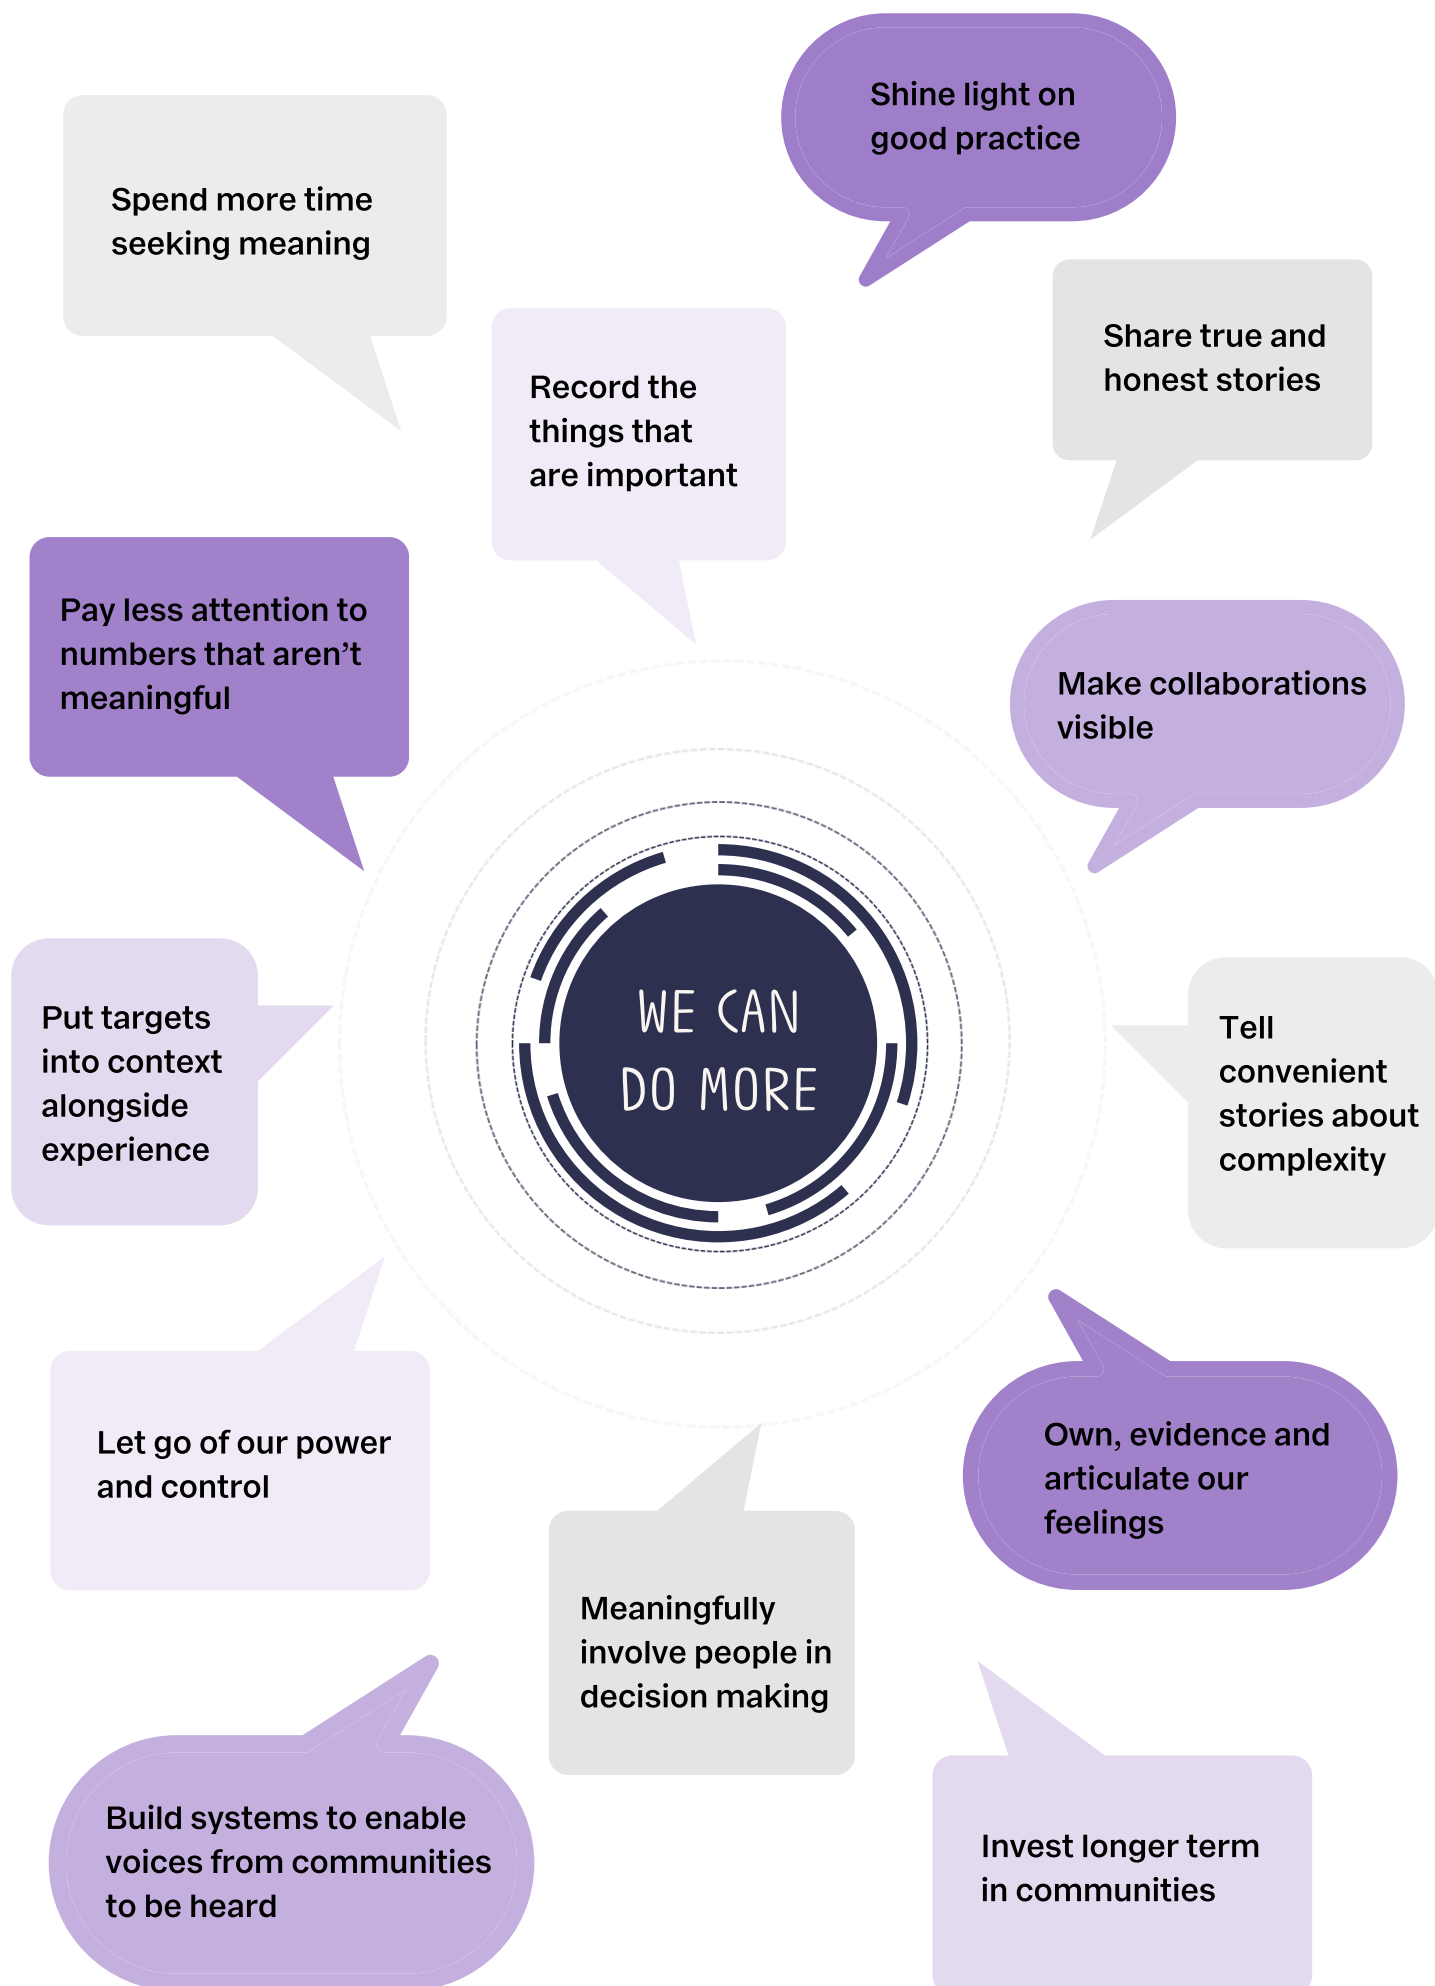 Shine light on
good practice
Spend more time
seeking meaning
Share true and
honest stories
Record the
things that
are important
Pay less attention to
numbers that aren’t
meaningful
Make collaborations
visible
WE CAN
DO MORE
Put targets
into context
alongside
experience
Tell
convenient
stories about
complexity
Let go of our power
and control
Own, evidence and
articulate our
feelings
Meaningfully
involve people in
decision making
Build systems to enable
voices from communities
to be heard
Invest longer term
in communities